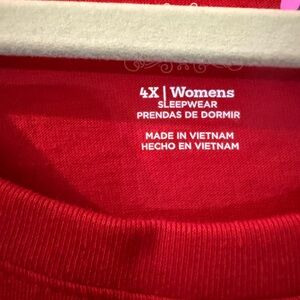 4X | Womens
SLEEPWEAR
PRENDAS DE DORMIR
MADE IN VIETNAM
HECHO EN VIETNAM